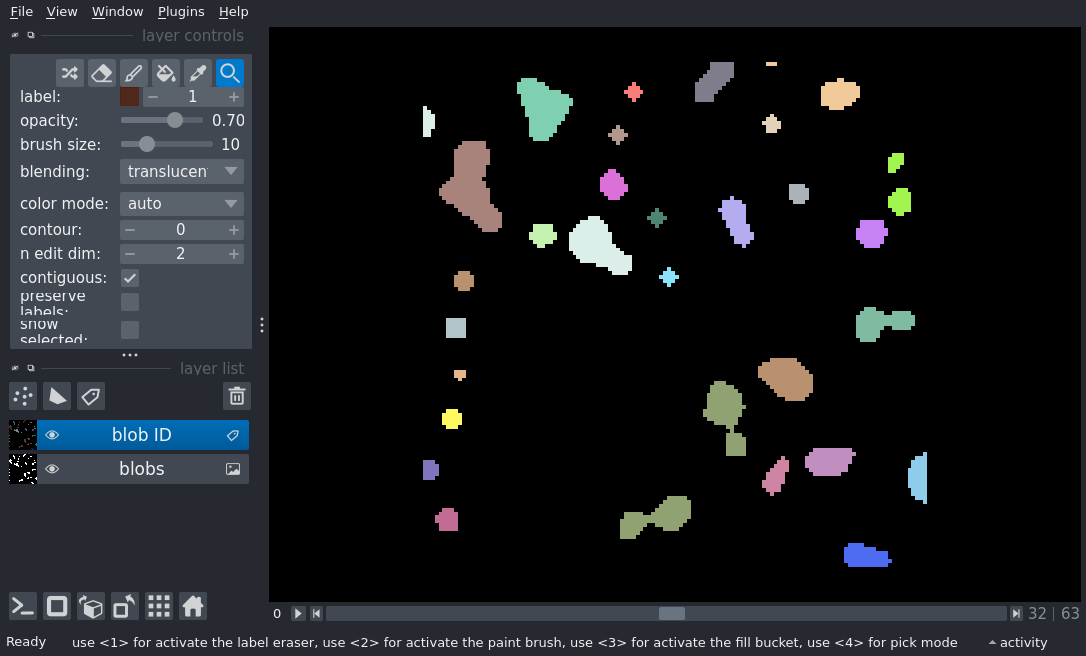 File View Window Plugins Help
layer controls
label: 1
opacity: 0.70
brush size: 10
blending: translucen
color mode: auto
contour: 0
n edit dim: 2
contiguous:
preserve
labels:
show
selected:
layer list
blob ID
blobs
0 32 63
Ready use <1> for activate the label eraser, use <2> for activate the paint brush, use <3> for activate the fill bucket, use <4> for pick mode activity